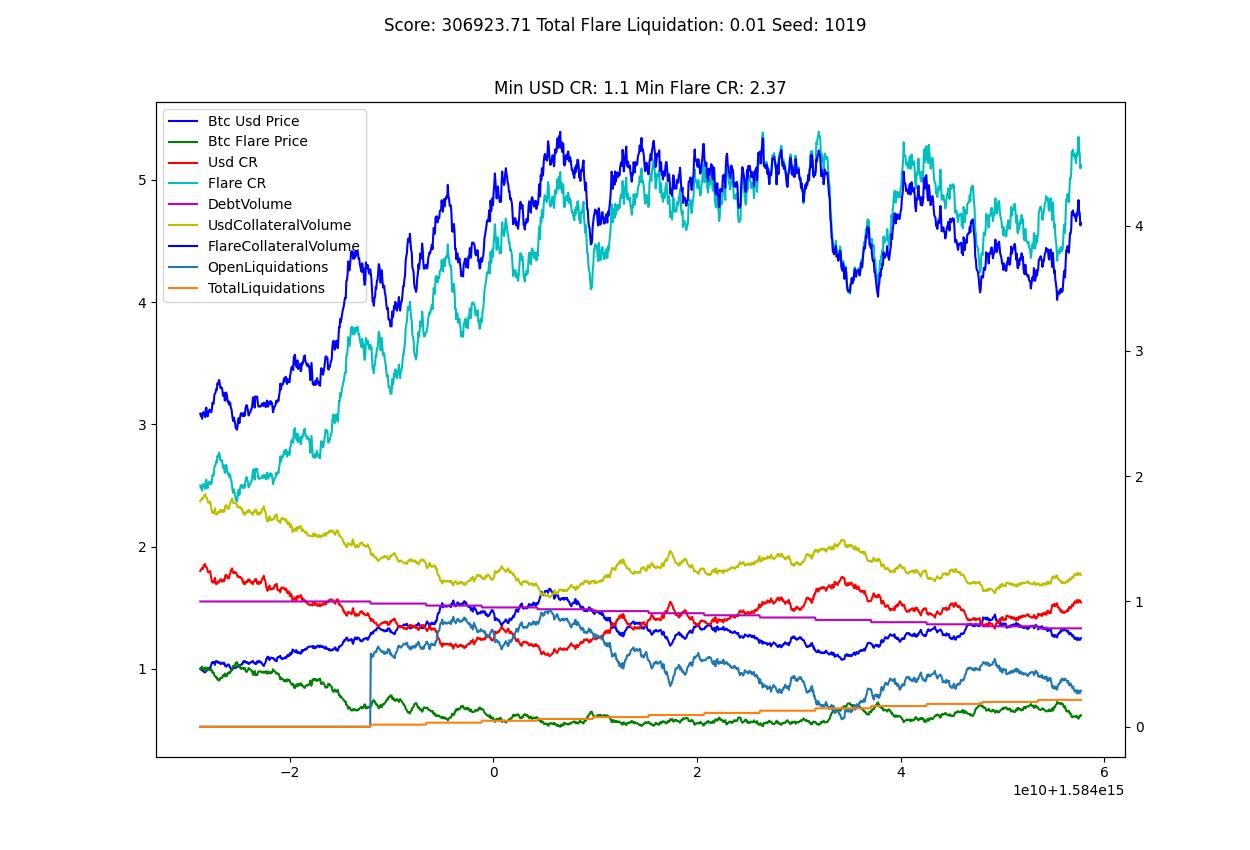 Score: 306923.71 Total Flare Liquidation: 0.01 Seed: 1019
Min USD CR: 1.1 Min Flare CR: 2.37
Btc Usd Price
Btc Flare Price
Usd CR
Flare CR
DebtVolume
UsdCollateralVolume
FlareCollateralVolume
OpenLiquidations
TotalLiquidations
5
4
3
2
1
4
3
2
1
0
−2
0
2
4
6
1e10+1.584e15